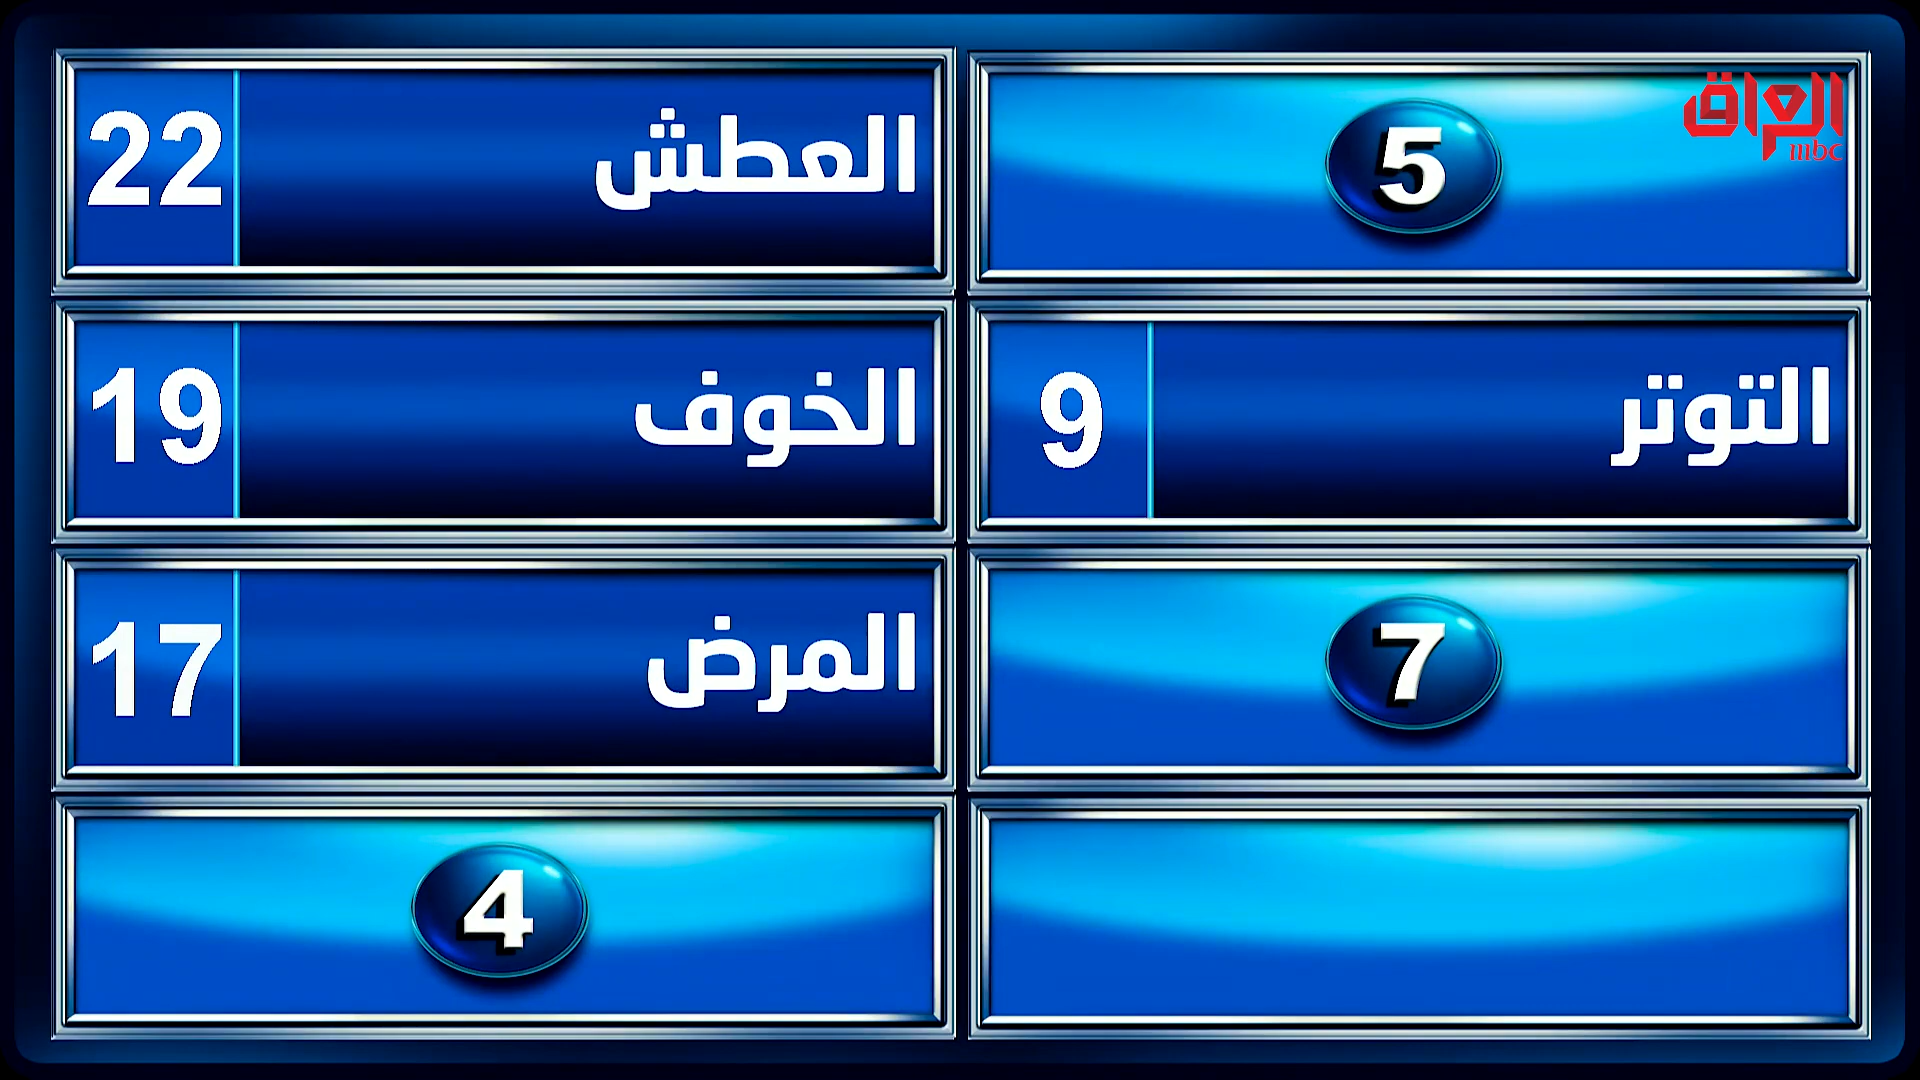 العطش 22
الخوف 19
المرض 17
4
5
التوتر 9
7
العراق
mbc